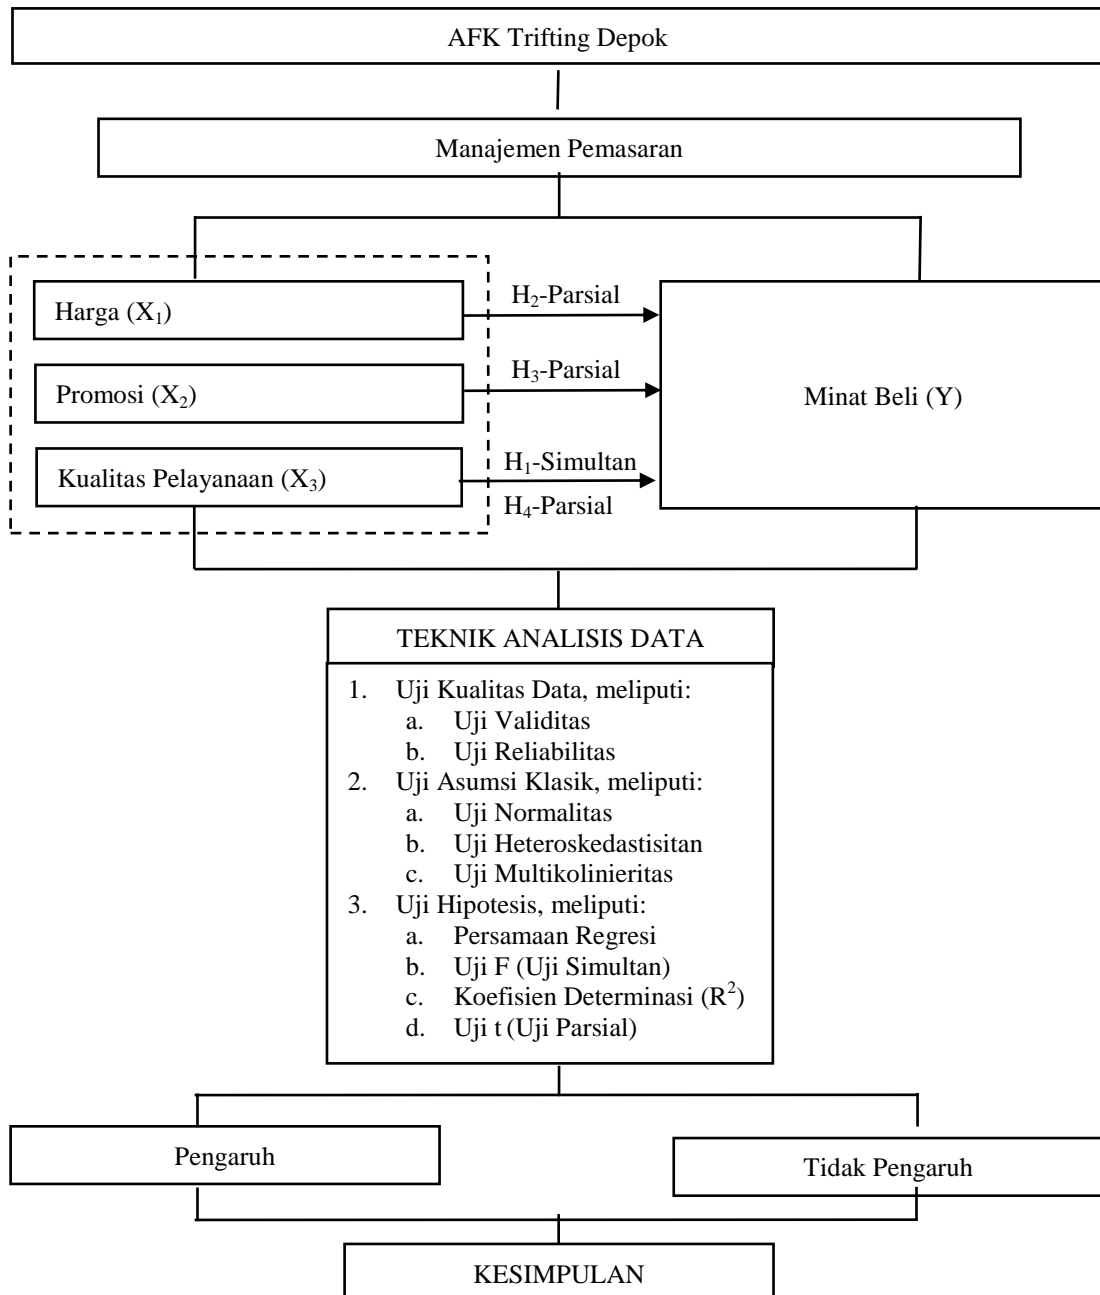 AFK Trifting Depok
Manajemen Pemasaran
Harga (X₁)
H₂-Parsial
Promosi (X₂)
H₃-Parsial
Minat Beli (Y)
Kualitas Pelayanaan (X₃)
H₁-Simultan
H₄-Parsial
TEKNIK ANALISIS DATA
1. Uji Kualitas Data, meliputi:
a. Uji Validitas
b. Uji Reliabilitas
2. Uji Asumsi Klasik, meliputi:
a. Uji Normalitas
b. Uji Heteroskedastisitan
c. Uji Multikolinieritas
3. Uji Hipotesis, meliputi:
a. Persamaan Regresi
b. Uji F (Uji Simultan)
c. Koefisien Determinasi (R²)
d. Uji t (Uji Parsial)
Pengaruh
Tidak Pengaruh
KESIMPULAN